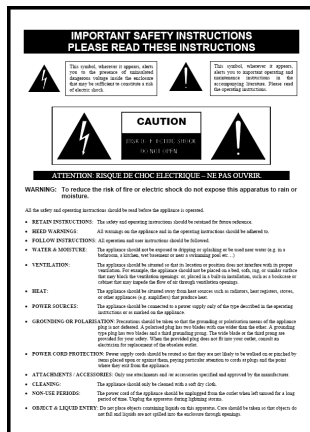 IMPORTANT SAFETY INSTRUCTIONS
PLEASE READ THESE INSTRUCTIONS
This symbol, wherever it appears, alerts
you to the presence of uninsulated
dangerous voltage inside the enclosure
that may be sufficient to constitute a risk
of electric shock.
This symbol, wherever it appears,
alerts you to important operating and
maintenance instructions in the
accompanying literature. Please read
the operating instructions.
CAUTION
RISK OF ELECTRIC SHOCK
DO NOT OPEN
ATTENTION: RISQUE DE CHOC ELECTRIQUE – NE PAS OUVRIR.
WARNING: To reduce the risk of fire or electric shock do not expose this apparatus to rain or
moisture.
All the safety and operating instructions should be read before the appliance is operated.
• RETAIN INSTRUCTIONS: The safety and operating instructions should be retained for future reference.
• HEED WARNINGS: All warnings on the appliance and in the operating instructions should be adhered to.
• FOLLOW INSTRUCTIONS: All operation and user instructions should be followed.
• WATER & MOISTURE: The appliance should not be exposed to dripping or splashing or be used near water (e.g. in a
bathroom, a kitchen, wet basement or near a swimming pool etc...)
• VENTILATION: The appliance should be situated so that its location or position does not interfere with its proper
ventilation. For example, the appliance should not be placed on a bed, sofa, rug, or similar surface
that may block the ventilation openings; or, placed in a built-in installation, such as a bookcase or
cabinet that may impede the flow of air through ventilation openings.
• HEAT: The appliance should be situated away from heat sources such as radiators, heat registers, stoves,
or other appliances (e.g. amplifiers) that produce heat.
• POWER SOURCES: The appliance should be connected to a power supply only of the type described in the operating
instructions or as marked on the appliance.
• GROUNDING OR POLARISATION: Precautions should be taken so that the grounding or polarisation means of the appliance
plug is not defeated. A polarised plug has two blades with one wider than the other. A grounding
type plug has two blades and a third grounding prong. The wide blade or the third prong are
provided for your safety. When the provided plug does not fit into your outlet, consult an
electrician for replacement of the obsolete outlet.
• POWER CORD PROTECTION: Power supply cords should be routed so that they are not likely to be walked on or pinched by
items placed upon or against them, paying particular attention to cords at plugs and the point
where they exit from the appliance.
• ATTACHMENTS / ACCESSORIES: Only use attachments and/or accessories specified and approved by the manufacturer.
• CLEANING: The appliance should only be cleaned with a soft dry cloth.
• NON-USE PERIODS: The power cord of the appliance should be unplugged from the outlet when left unused for a long
period of time. Unplug the apparatus during lightning storms.
• OBJECT & LIQUID ENTRY: Do not place objects containing liquids on this apparatus. Care should be taken so that objects do
not fall and liquids are not spilled into the enclosure through openings.